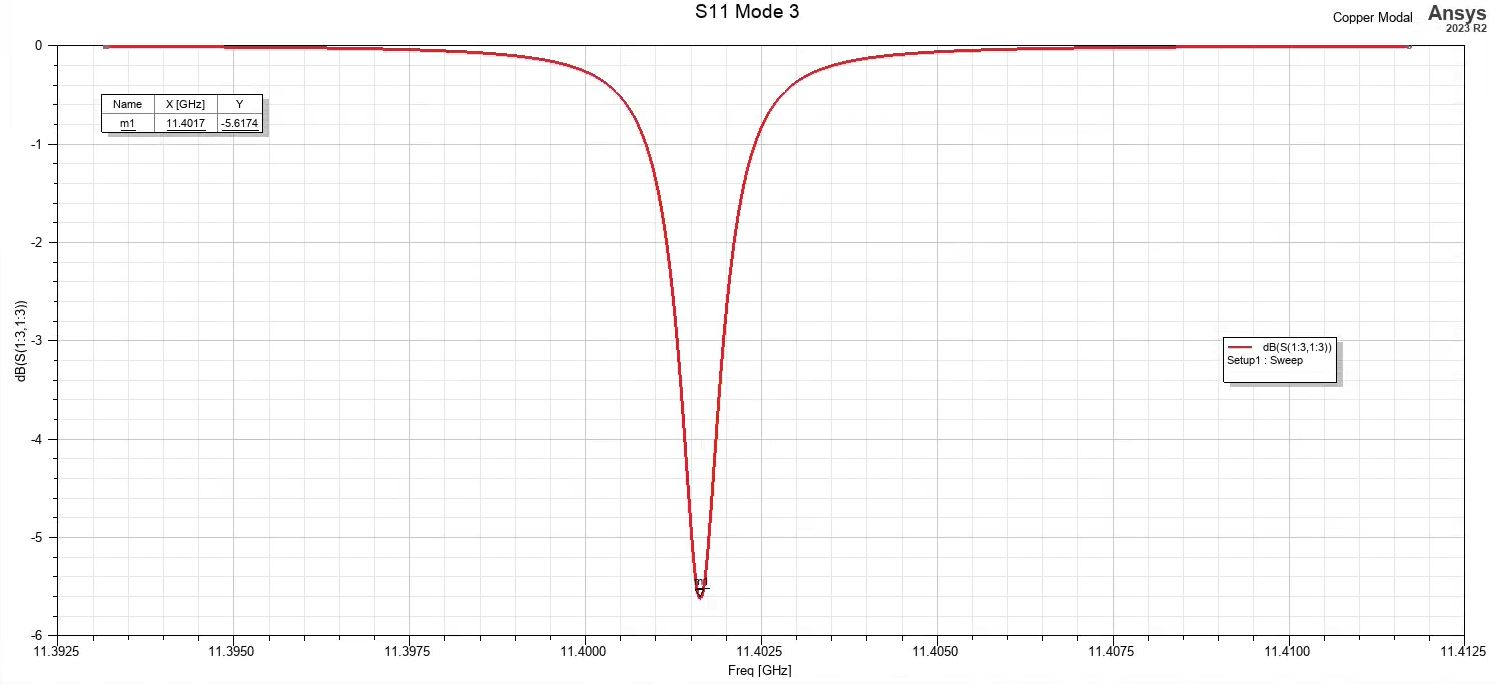 S11 Mode 3
Copper Modal
Ansys
2023 R2
Name X [GHz] Y
m1 11.4017 -5.6174
0
-1
-2
-3
-4
-5
-6
dB(S(1:3,1:3))
dB(S(1:3,1:3))
Setup1 : Sweep
m1
11.3925 11.3950 11.3975 11.4000 11.4025 11.4050 11.4075 11.4100 11.4125
Freq [GHz]